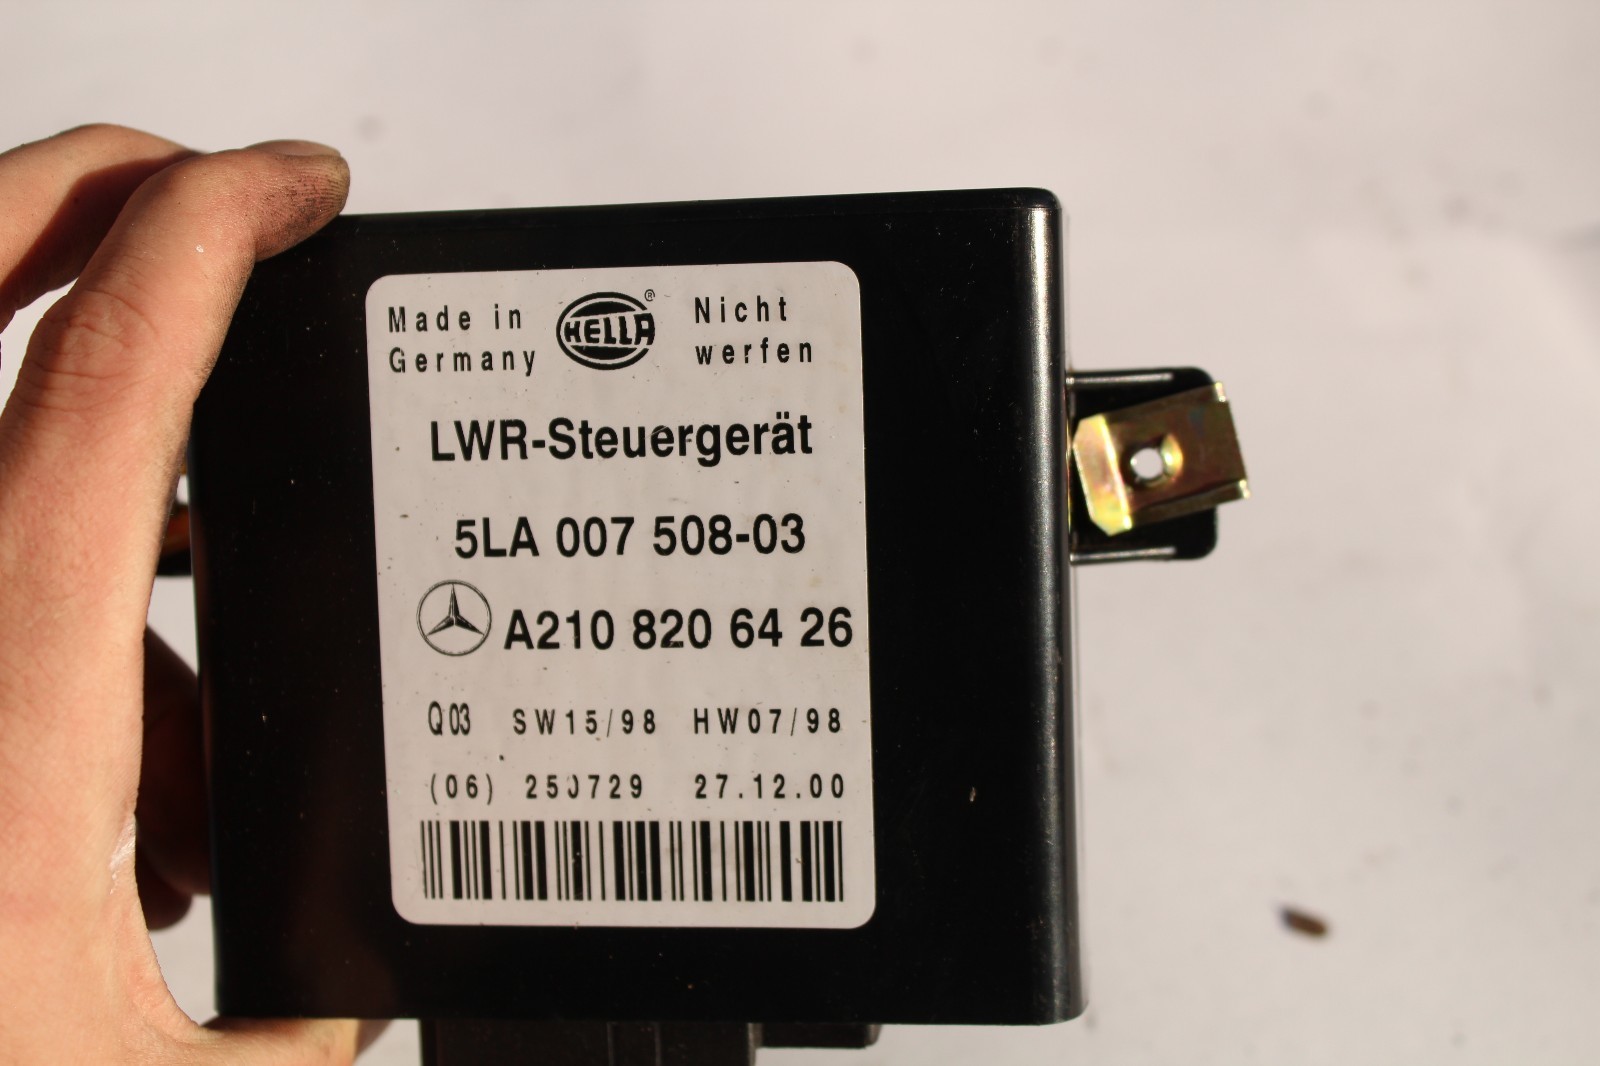 Made in
Germany
HELLA
®
Nicht
werfen
LWR-Steuergerät
5LA 007 508-03
A210 820 64 26
Q03 SW15/98 HW07/98
(06) 250729 27.12.00